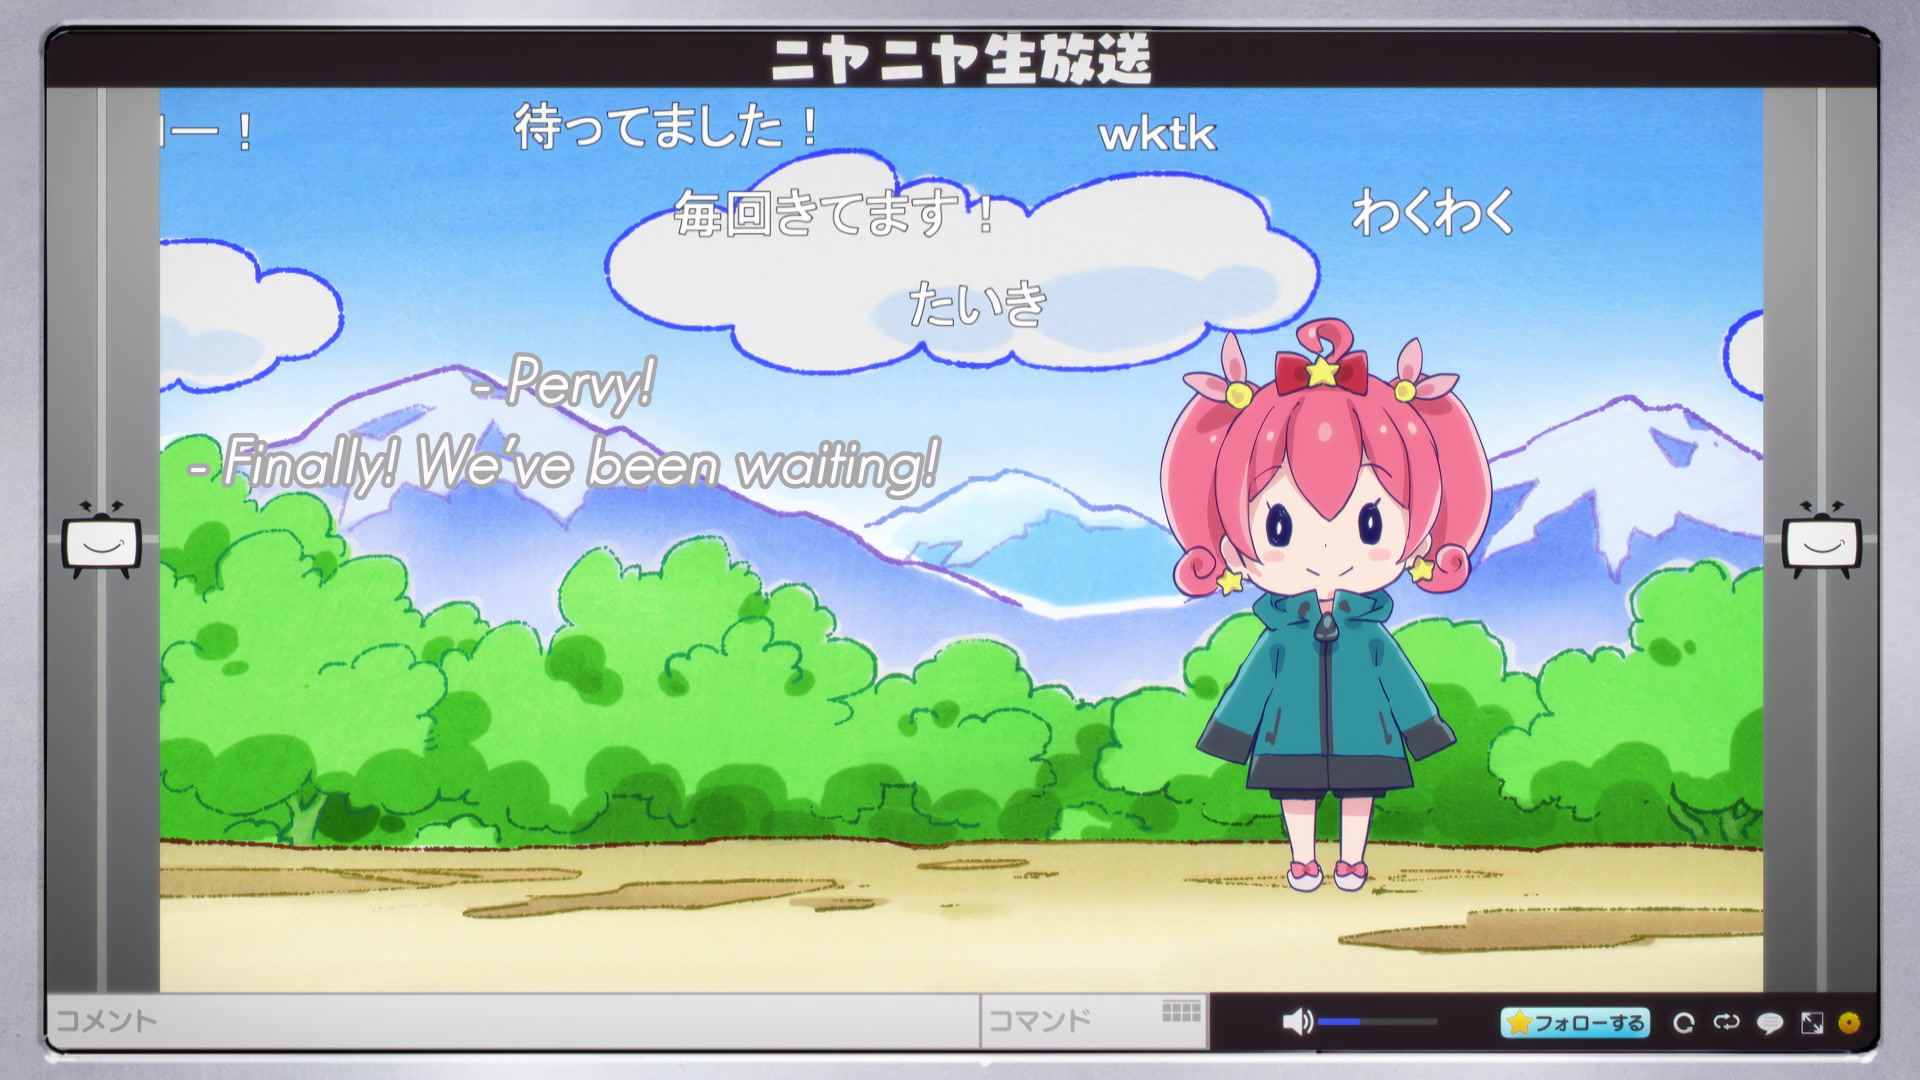 ニヤニヤ生放送
ー！
待ってました！
wktk
毎回きてます！
わくわく
たいき
- Pervy!
- Finally! We've been waiting!
コメント
コマンド
フォローする